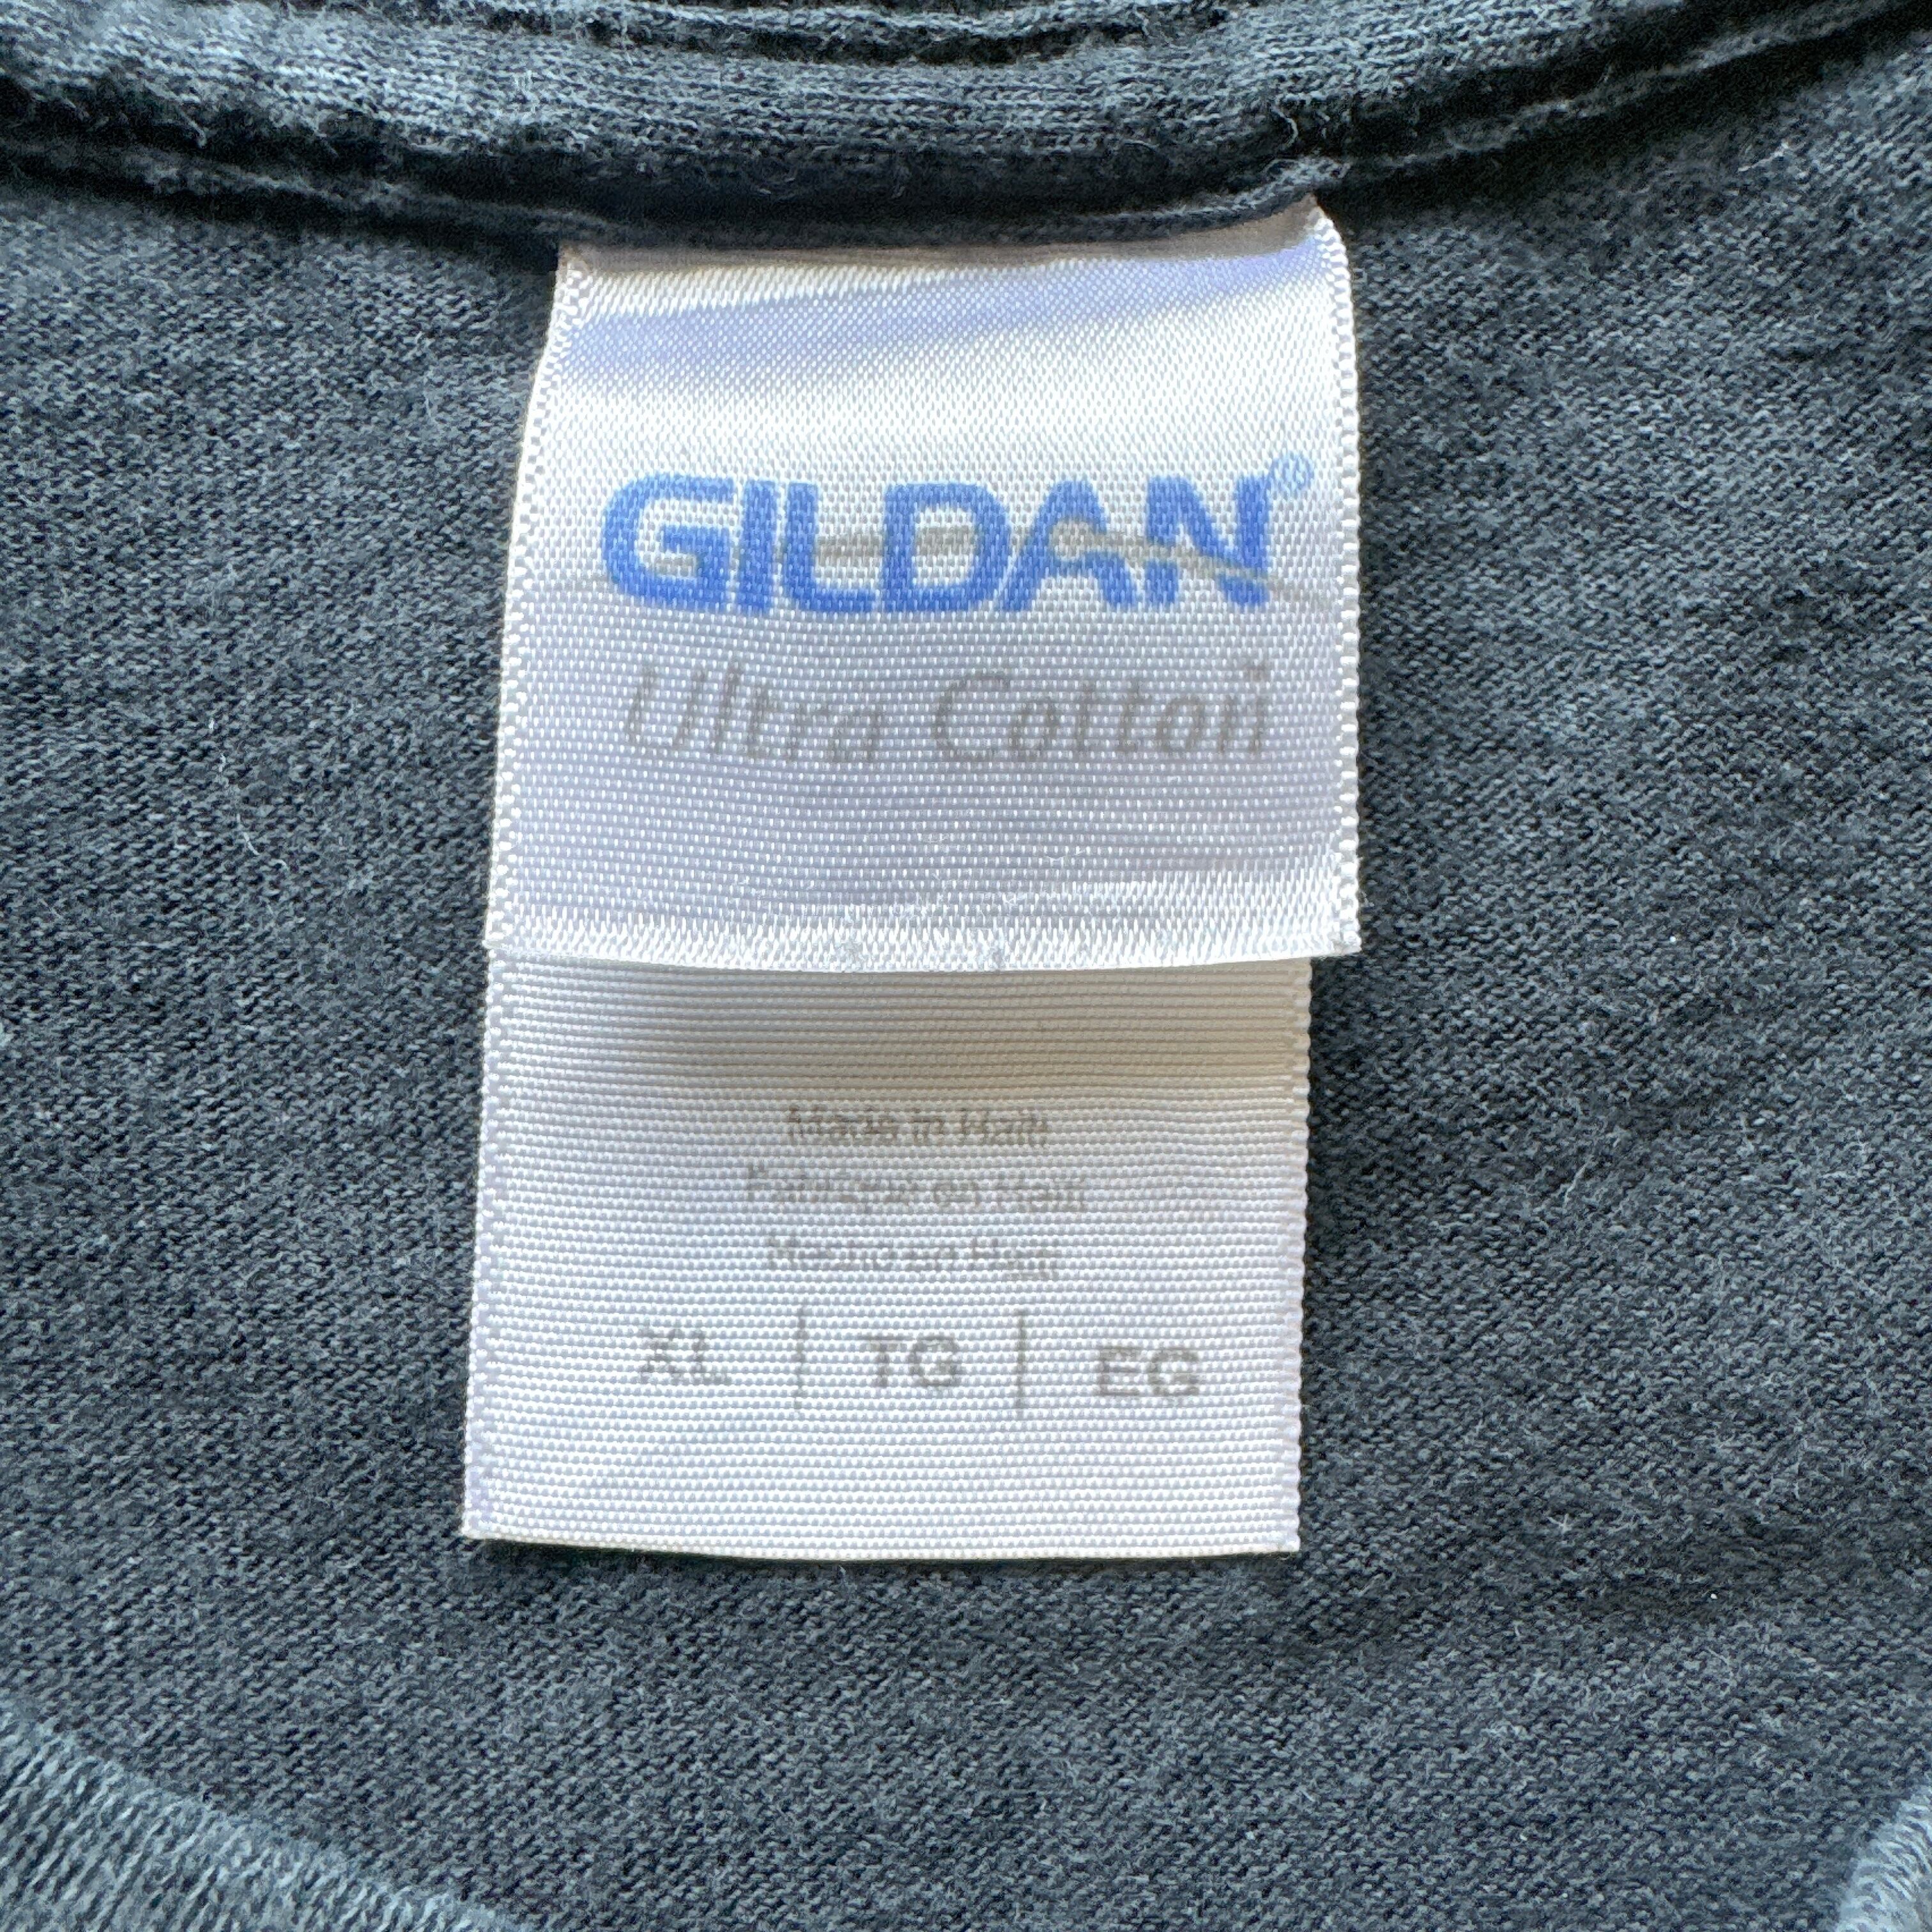 GILDAN®
Ultra Cotton
Made in Haiti
Fabriqué en Haïti
Hecho en Haití
XL | TG | EG